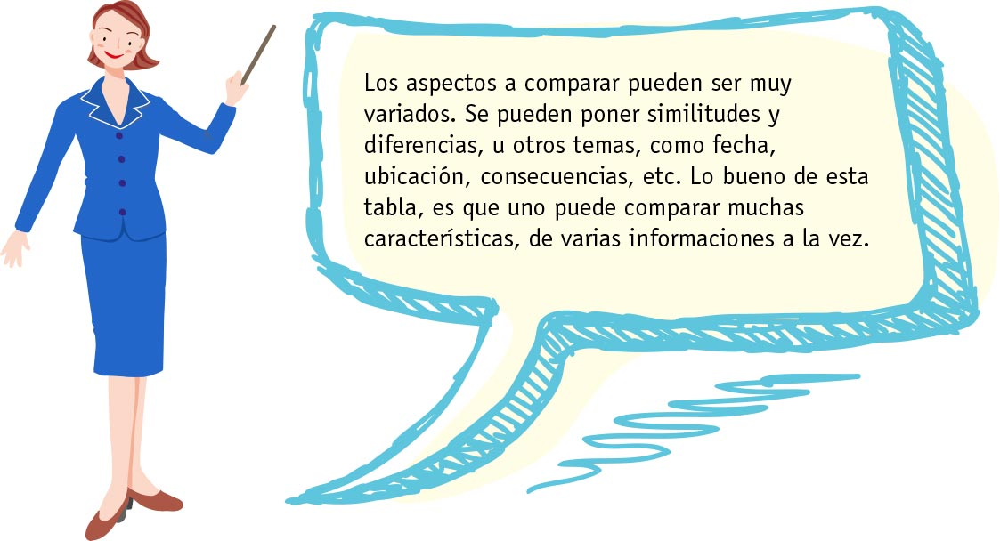 Los aspectos a comparar pueden ser muy
variados. Se pueden poner similitudes y
diferencias, u otros temas, como fecha,
ubicación, consecuencias, etc. Lo bueno de esta
tabla, es que uno puede comparar muchas
características, de varias informaciones a la vez.